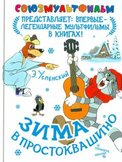 СОЮЗМУЛЬТФИЛЬМ
ПРЕДСТАВЛЯЕТ: ВПЕРВЫЕ-
ЛЕГЕНДАРНЫЕ МУЛЬТФИЛЬМЫ
В КНИГАХ!
Э. УСПЕНСКИЙ
ЗИМА
В ПРОСТОКВАШИНО